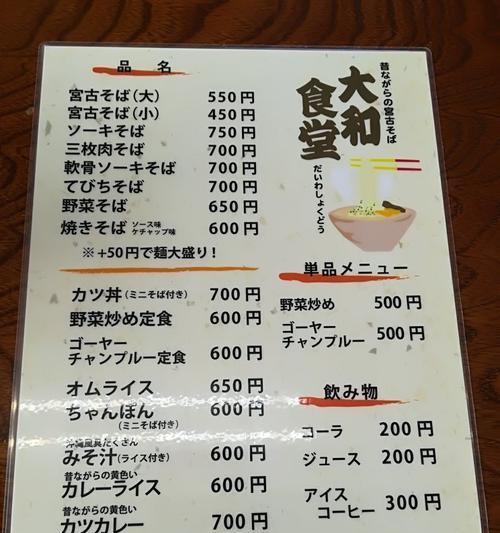 品 名
宮古そば（大） 550円
宮古そば（小） 450円
ソーキそば 750円
三枚肉そば 700円
軟骨ソーキそば 700円
てびちそば 700円
野菜そば 650円
焼きそば ソース味 ケチャップ味 600円
※+50円で麺大盛り！
カツ丼（ミニそば付き） 700円
野菜炒め定食 600円
ゴーヤー
チャンプルー定食 600円
オムライス 650円
ちゃんぽん 600円
（ミニそば付き）
沖縄風具だくさん
みそ汁（ライス付き） 600円
昔ながらの黄色い
カレーライス 600円
昔ながらの黄色い
カツカレー 700円
昔ながらの宮古そば
大和
食堂
だいわしょくどう
単品メニュー
野菜炒め 500円
ゴーヤー
チャンプルー 500円
飲み物
コーラ 200円
ジュース 200円
アイス
コーヒー 300円